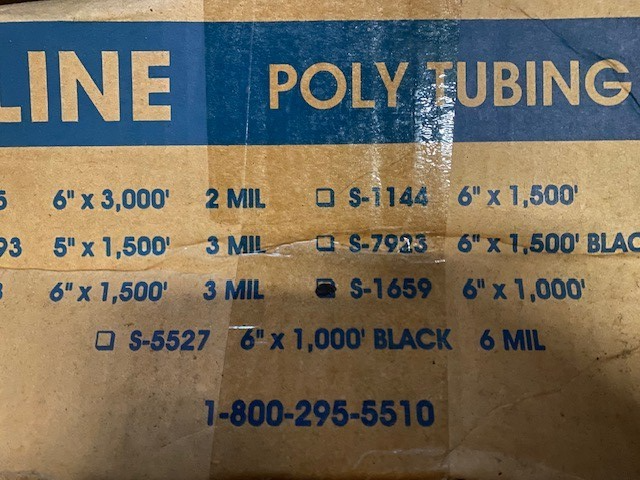 LINE POLY TUBING
5 6" x 3,000' 2 MIL ☐ S-1144 6" x 1,500'
93 5" x 1,500' 3 MIL ☐ S-7923 6" x 1,500' BLAC
6" x 1,500' 3 MIL ☐ S-1659 6" x 1,000'
☐ S-5527 6" x 1,000' BLACK 6 MIL
1-800-295-5510